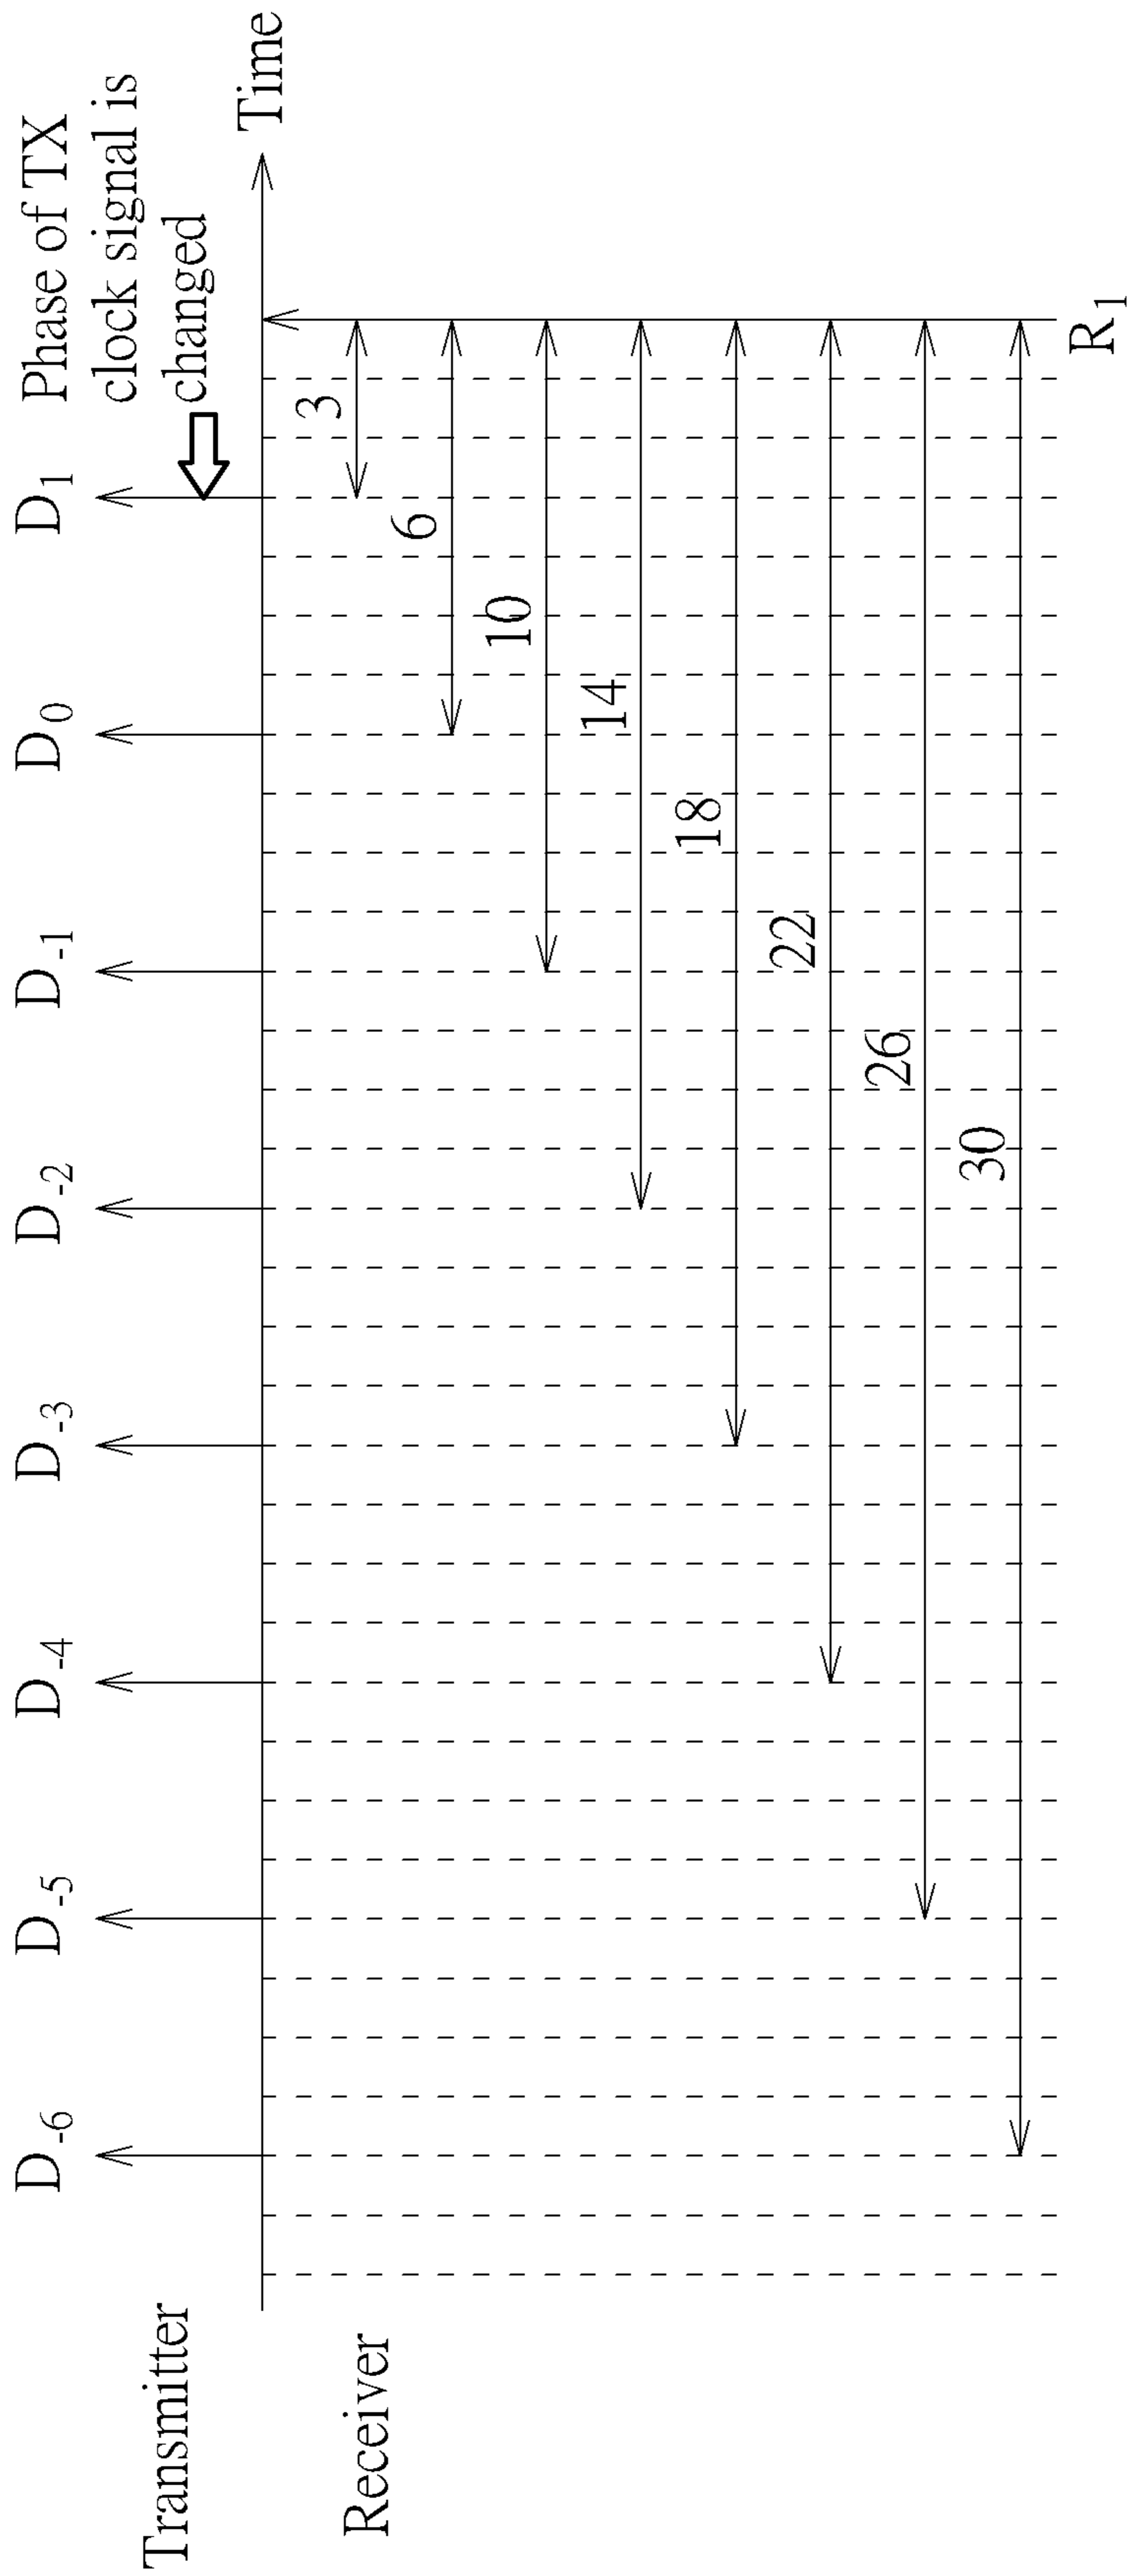 Transmitter
Receiver
D-6
D-5
D-4
D-3
D-2
D-1
D0
D1
Phase of TX
clock signal is
changed
Time
3
6
10
14
18
22
26
30
R1